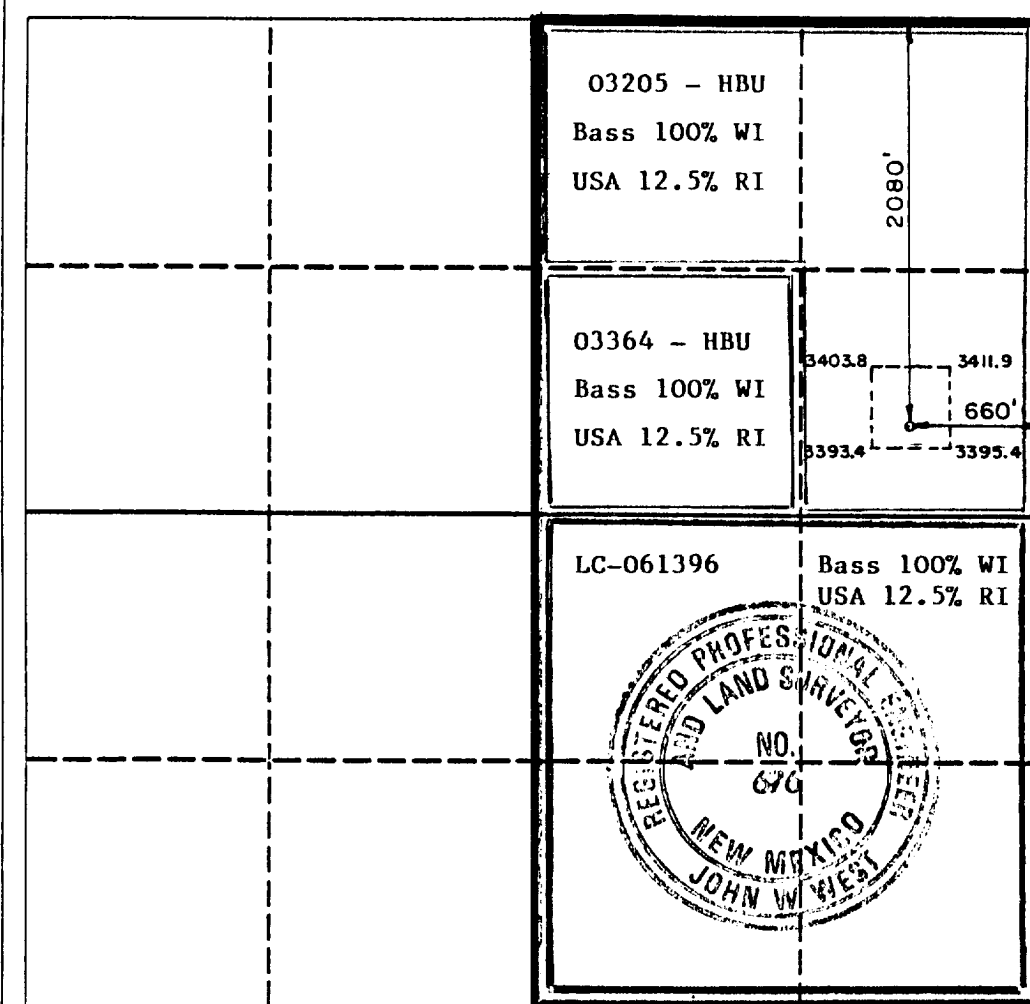 03205 - HBU
Bass 100% WI
USA 12.5% RI
2080'
03364 - HBU
Bass 100% WI
USA 12.5% RI
3403.8
3411.9
660'
3393.4
3395.4
LC-061396
Bass 100% WI
USA 12.5% RI
REGISTERED PROFESSIONAL ENGINEER
AND LAND SURVEYOR
NO.
676
NEW MEXICO
JOHN W WEST